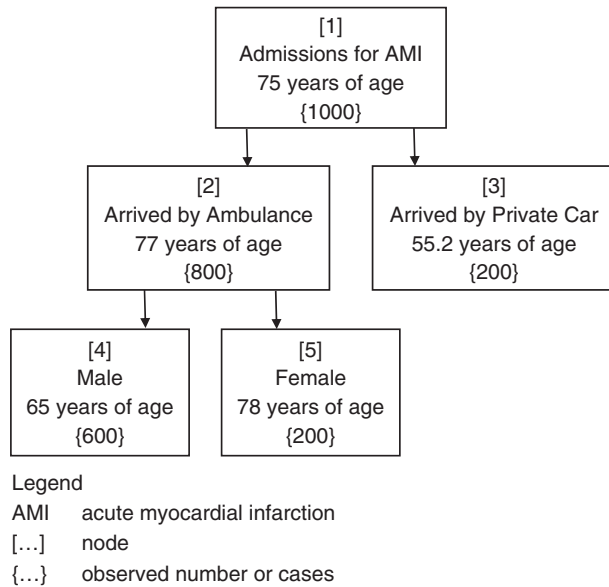 [1]
Admissions for AMI
75 years of age
{1000}
[2]
Arrived by Ambulance
77 years of age
{800}
[3]
Arrived by Private Car
55.2 years of age
{200}
[4]
Male
65 years of age
{600}
[5]
Female
78 years of age
{200}
Legend
AMI acute myocardial infarction
[…] node
{…} observed number or cases